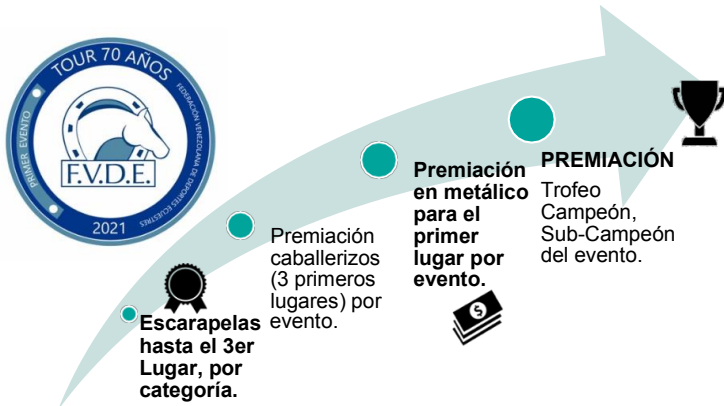 TOUR 70 AÑOS
PRIMER EVENTO
FEDERACIÓN VENEZOLANA DE DEPORTES ECUESTRES
F.V.D.E.
2021
Escarapelas
hasta el 3er
Lugar, por
categoría.
Premiación
caballerizos
(3 primeros
lugares) por
evento.
Premiación
en metálico
para el
primer
lugar por
evento.
$
PREMIACIÓN
Trofeo
Campeón,
Sub-Campeón
del evento.